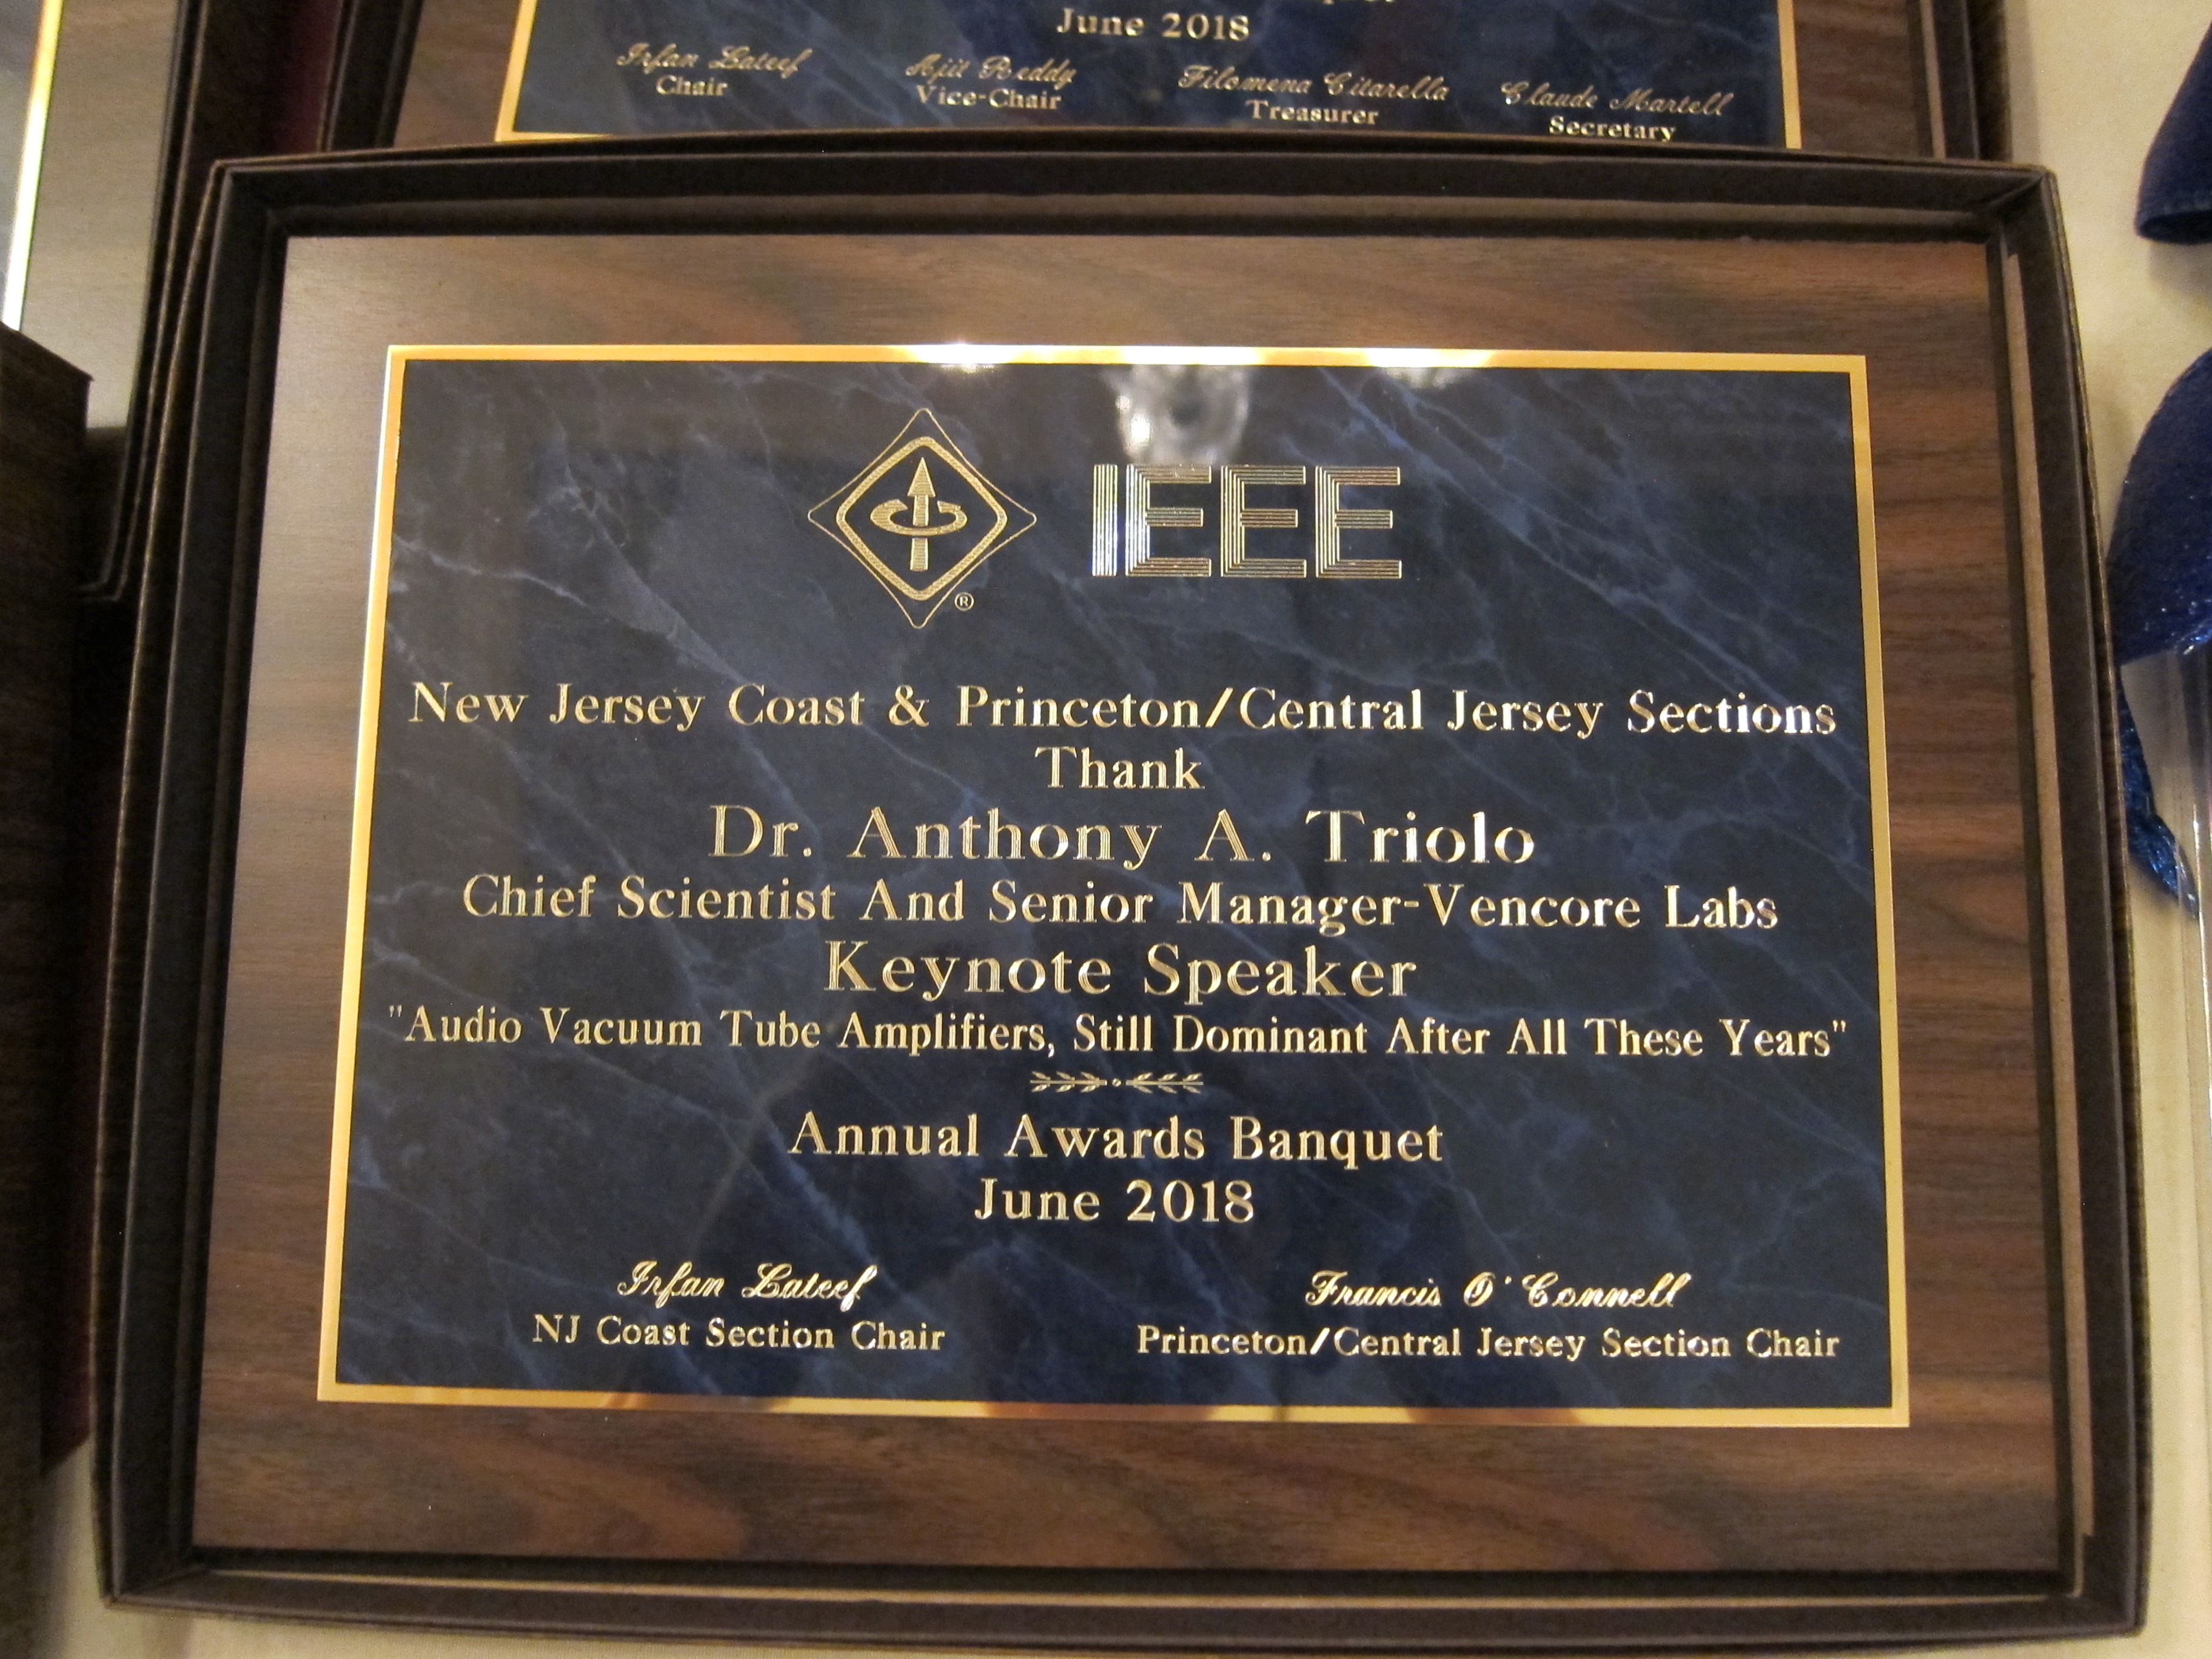 June 2018
Irfan Lateef Ajit Reddy Filomena Citarella Claude Martell
Chair Vice-Chair Treasurer Secretary
IEEE
®
New Jersey Coast & Princeton/Central Jersey Sections
Thank
Dr. Anthony A. Triolo
Chief Scientist And Senior Manager-Vencore Labs
Keynote Speaker
"Audio Vacuum Tube Amplifiers, Still Dominant After All These Years"
Annual Awards Banquet
June 2018
Irfan Lateef Francis O'Connell
NJ Coast Section Chair Princeton/Central Jersey Section Chair